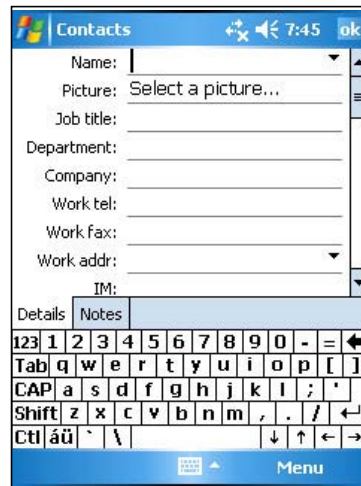 Contacts 7:45 ok
Name:
Picture: Select a picture...
Job title:
Department:
Company:
Work tel:
Work fax:
Work addr:
IM:
Details Notes
123 1 2 3 4 5 6 7 8 9 0 - = ←
Tab q w e r t y u i o p [ ]
CAP a s d f g h j k l ; '
Shift z x c v b n m , . / ↵
Ctl áü ` \ ↓ ↑ ← →
Menu